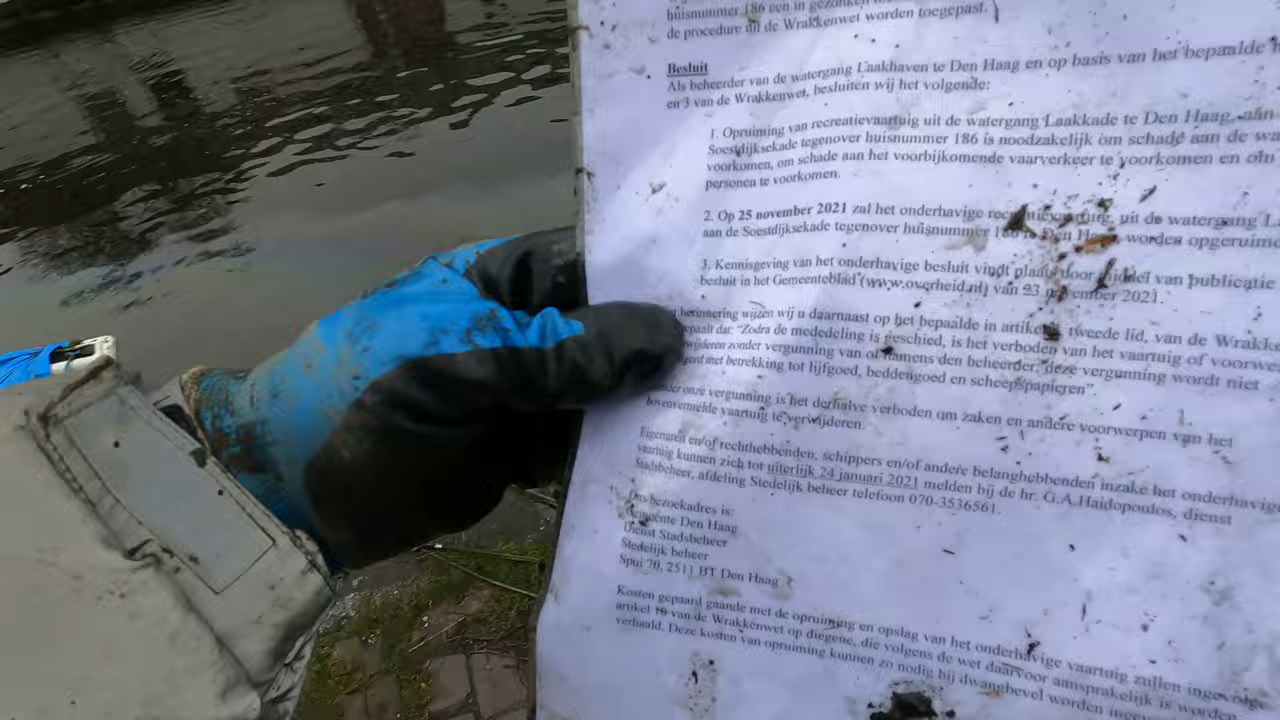 huisnummer 186 een in gezonken
de procedure uit de Wrakkenwet worden toegepast.
Besluit
Als beheerder van de watergang Laakhaven te Den Haag en op basis van het bepaalde
en 3 van de Wrakkenwet, besluiten wij het volgende:
1. Opruiming van recreatievaartuig uit de watergang Laakkade te Den Haag, aan
Soestdijksekade tegenover huisnummer 186 is noodzakelijk om schade aan de
voorkomen, om schade aan het voorbijkomende vaarverkeer te voorkomen en om
personen te voorkomen.
2. Op 25 november 2021 zal het onderhavige recreatievaartuig, uit de watergang
aan de Soestdijksekade tegenover huisnummer 186 te Den Haag worden opgeruimd
3. Kennisgeving van het onderhavige besluit vindt plaats door middel van publicatie
besluit in het Gemeenteblad (www.overheid.nl) van 23 november 2021.
wijzen wij u daarnaast op het bepaalde in artikel tweede lid, van de
bepaalt dat: "Zodra de mededeling is geschied, is het verboden van het vaartuig of
zonder vergunning van of namens den beheerder; deze vergunning wordt niet
met betrekking tot lijfgoed, beddengoed en scheepspapieren"
onze vergunning is het derhalve verboden om zaken en andere voorwerpen van het
bovenvermelde vaartuig te verwijderen.
Eigenaren en/of rechthebbenden, schippers en/of andere belanghebbenden inzake het onderhavige
vaartuig kunnen zich tot uiterlijk 24 januari 2021 melden bij de hr. G.A.Haidopoulos, dienst
Stadsbeheer, afdeling Stedelijk beheer telefoon 070-3536561.
Ons bezoekadres is:
Gemeente Den Haag
Dienst Stadsbeheer
Stedelijk beheer
Spui 70, 2511 BT Den Haag
Kosten gepaard gaande met de opruiming en opslag van het onderhavige vaartuig zullen ingevolge
artikel 10 van de Wrakkenwet op diegene, die volgens de wet daarvoor aansprakelijk is worden
verhaald. Deze kosten van opruiming kunnen zo nodig bij dwangbevel worden